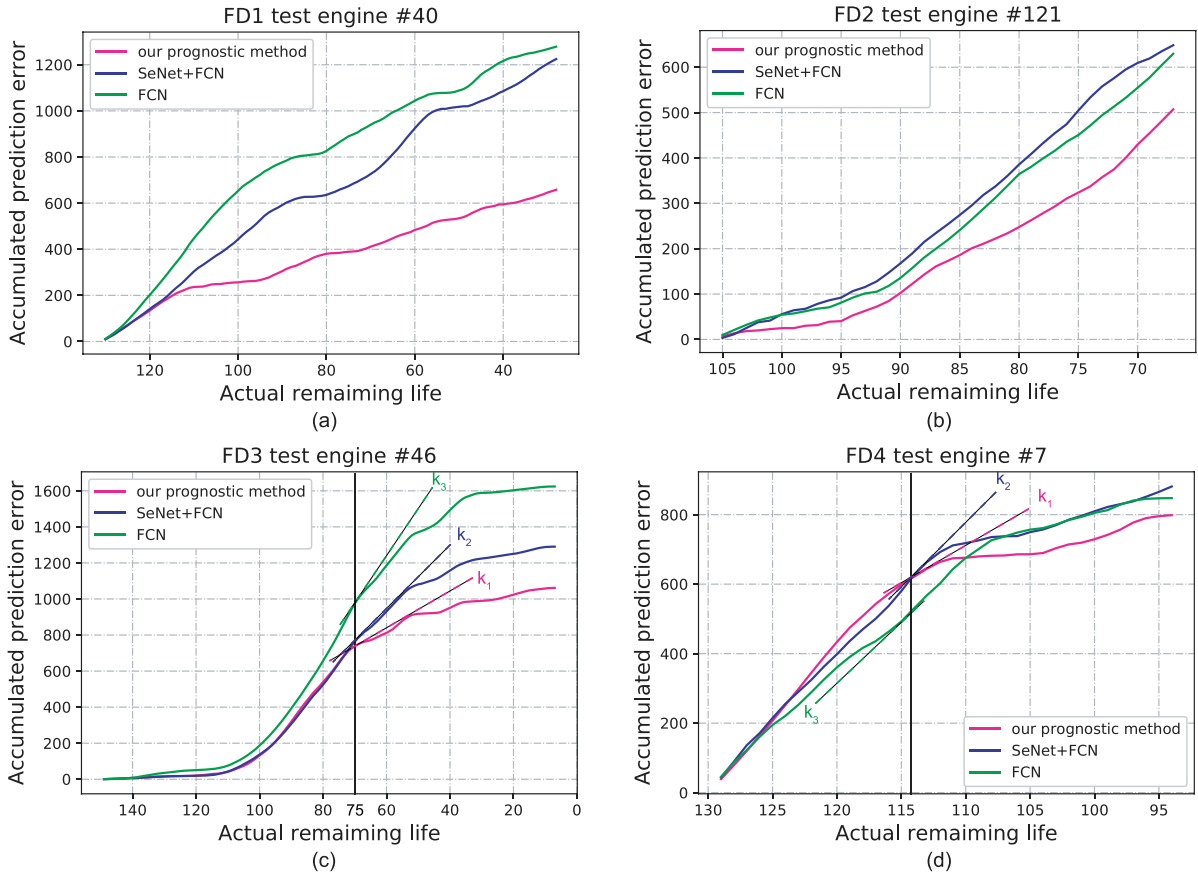 FD1 test engine #40
our prognostic method
SeNet+FCN
FCN
Accumulated prediction error
0
200
400
600
800
1000
1200
120 100 80 60 40
Actual remaining life
(a)
FD2 test engine #121
our prognostic method
SeNet+FCN
FCN
Accumulated prediction error
0
100
200
300
400
500
600
105 100 95 90 85 80 75 70
Actual remaining life
(b)
FD3 test engine #46
our prognostic method
SeNet+FCN
FCN
k3
k2
k1
Accumulated prediction error
0
200
400
600
800
1000
1200
1400
1600
140 120 100 80 75 60 40 20 0
Actual remaining life
(c)
FD4 test engine #7
k2
k1
k3
our prognostic method
SeNet+FCN
FCN
Accumulated prediction error
0
200
400
600
800
130 125 120 115 110 105 100 95
Actual remaining life
(d)